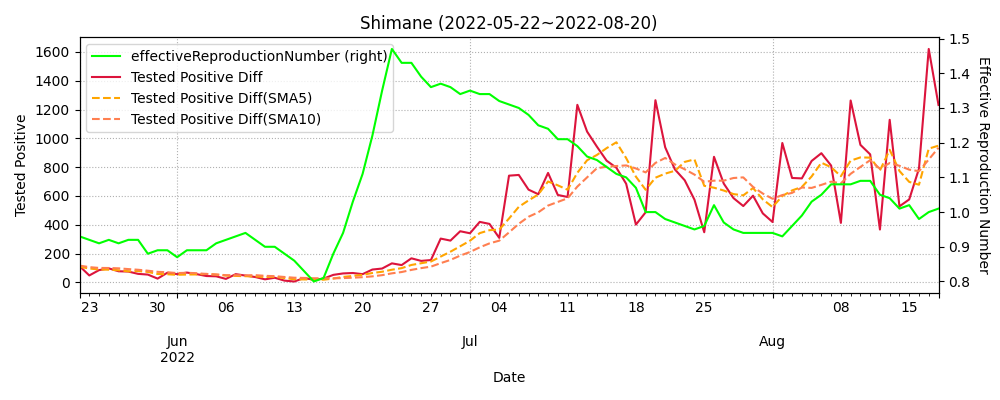 Shimane (2022-05-22~2022-08-20)
effectiveReproductionNumber (right)
Tested Positive Diff
Tested Positive Diff(SMA5)
Tested Positive Diff(SMA10)
Tested Positive
1600
1400
1200
1000
800
600
400
200
0
Effective Reproduction Number
1.5
1.4
1.3
1.2
1.1
1.0
0.9
0.8
23 30 06 13 20 27 04 11 18 25 08 15
Jun Jul Aug
2022
Date